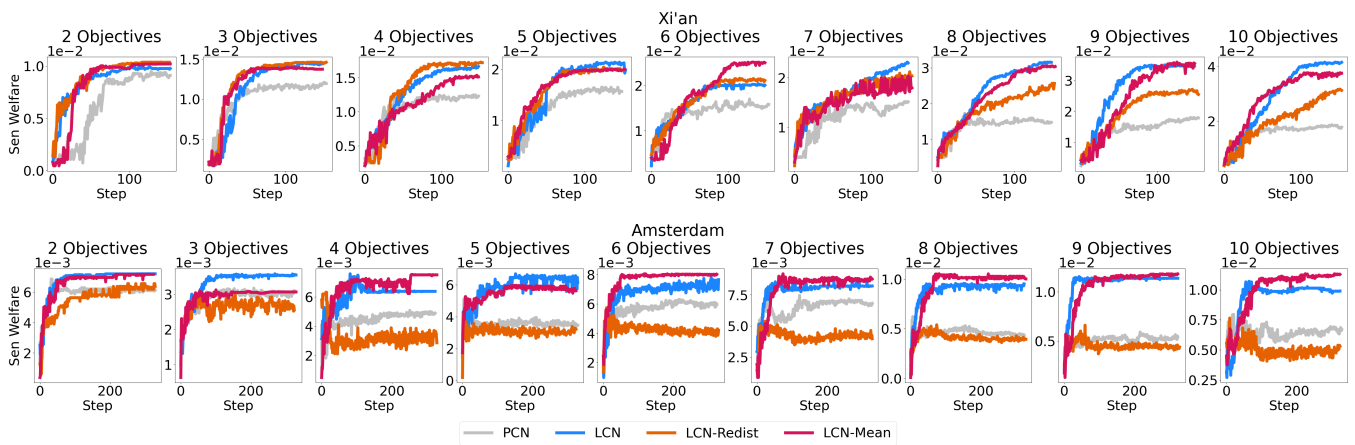 Xi'an
2 Objectives 3 Objectives 4 Objectives 5 Objectives 6 Objectives 7 Objectives 8 Objectives 9 Objectives 10 Objectives
1e−2 1e−2 1e−2 1e−2 1e−2 1e−2 1e−2 1e−2 1e−2
Sen Welfare
1.0 0.5 0.0
1.5 1.0 0.5
1.5 1.0 0.5
2 1
2 1
2 1
3 2 1
3 2 1
4 2
0 100 0 100 0 100 0 100 0 100 0 100 0 100 0 100 0 100
Step Step Step Step Step Step Step Step Step
Amsterdam
2 Objectives 3 Objectives 4 Objectives 5 Objectives 6 Objectives 7 Objectives 8 Objectives 9 Objectives 10 Objectives
1e−3 1e−3 1e−3 1e−3 1e−3 1e−3 1e−2 1e−2 1e−2
Sen Welfare
6 4 2
3 2 1
6 4 2
6 4 2 0
8 6 4 2
7.5 5.0 2.5
1.0 0.5 0.0
1.0 0.5
1.00 0.75 0.50 0.25
0 200 0 200 0 200 0 200 0 200 0 200 0 200 0 200 0 200
Step Step Step Step Step Step Step Step Step
PCN LCN LCN-Redist LCN-Mean